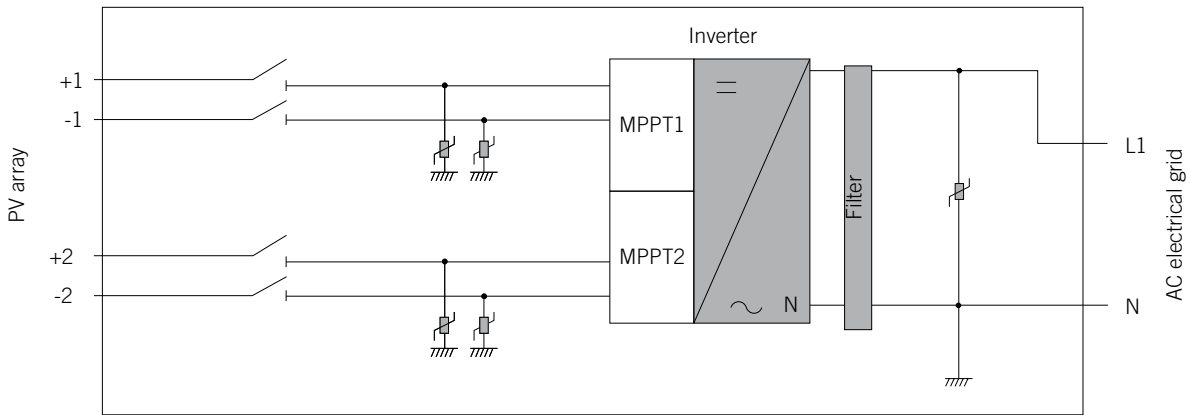 Inverter
+1
-1
PV array
+2
-2
MPPT1
MPPT2
N
Filter
L1
N
AC electrical grid